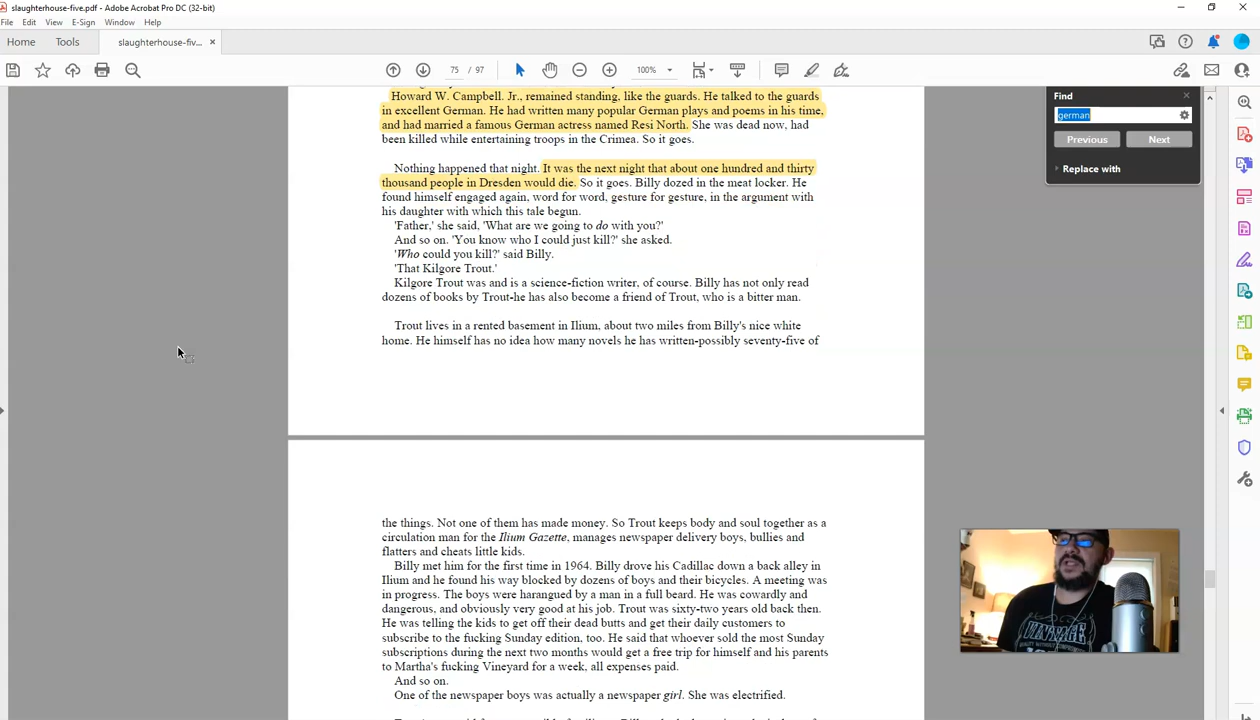 slaughterhouse-five.pdf - Adobe Acrobat Pro DC (32-bit)
File Edit View E-Sign Window Help
Home Tools slaughterhouse-fiv... ×
75 / 97 100%
Howard W. Campbell. Jr., remained standing, like the guards. He talked to the guards
in excellent German. He had written many popular German plays and poems in his time,
and had married a famous German actress named Resi North. She was dead now, had
been killed while entertaining troops in the Crimea. So it goes.
Nothing happened that night. It was the next night that about one hundred and thirty
thousand people in Dresden would die. So it goes. Billy dozed in the meat locker. He
found himself engaged again, word for word, gesture for gesture, in the argument with
his daughter with which this tale begun.
'Father,' she said, 'What are we going to do with you?'
And so on. 'You know who I could just kill?' she asked.
'Who could you kill?' said Billy.
'That Kilgore Trout.'
Kilgore Trout was and is a science-fiction writer, of course. Billy has not only read
dozens of books by Trout-he has also become a friend of Trout, who is a bitter man.
Trout lives in a rented basement in Ilium, about two miles from Billy's nice white
home. He himself has no idea how many novels he has written-possibly seventy-five of
the things. Not one of them has made money. So Trout keeps body and soul together as a
circulation man for the Ilium Gazette, manages newspaper delivery boys, bullies and
flatters and cheats little kids.
Billy met him for the first time in 1964. Billy drove his Cadillac down a back alley in
Ilium and he found his way blocked by dozens of boys and their bicycles. A meeting was
in progress. The boys were harangued by a man in a full beard. He was cowardly and
dangerous, and obviously very good at his job. Trout was sixty-two years old back then.
He was telling the kids to get off their dead butts and get their daily customers to
subscribe to the fucking Sunday edition, too. He said that whoever sold the most Sunday
subscriptions during the next two months would get a free trip for himself and his parents
to Martha's fucking Vineyard for a week, all expenses paid.
And so on.
One of the newspaper boys was actually a newspaper girl. She was electrified.
Find
german
Previous Next
Replace with
VINTAGE